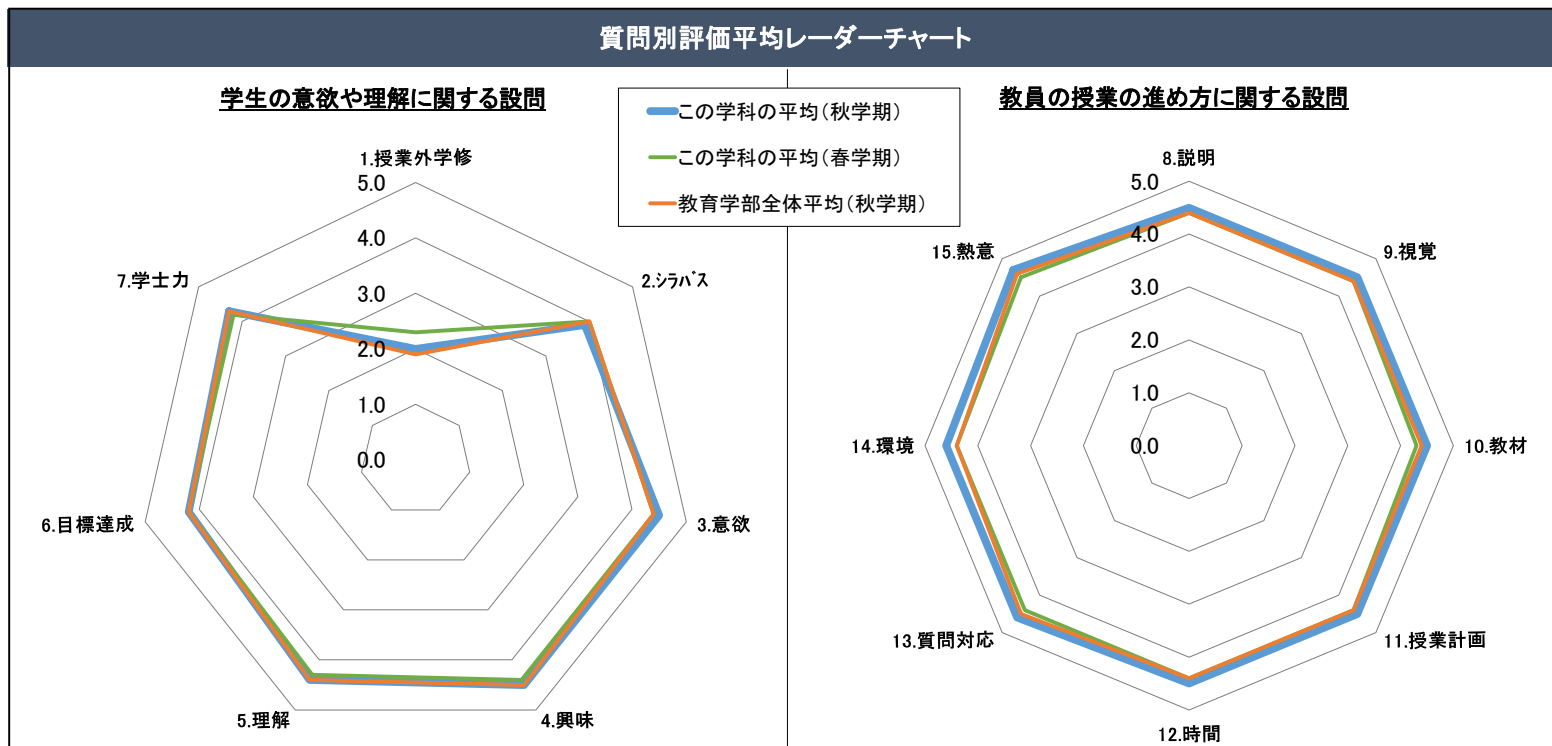 質問別評価平均レーダーチャート
学生の意欲や理解に関する設問
この学科の平均(秋学期)
この学科の平均(春学期)
教育学部全体平均(秋学期)
教員の授業の進め方に関する設問
1.授業外学修
5.0
4.0
3.0
2.0
1.0
0.0
2.ｼﾗﾊﾞｽ
3.意欲
4.興味
5.理解
6.目標達成
7.学士力
8.説明
5.0
4.0
3.0
2.0
1.0
0.0
9.視覚
10.教材
11.授業計画
12.時間
13.質問対応
14.環境
15.熱意